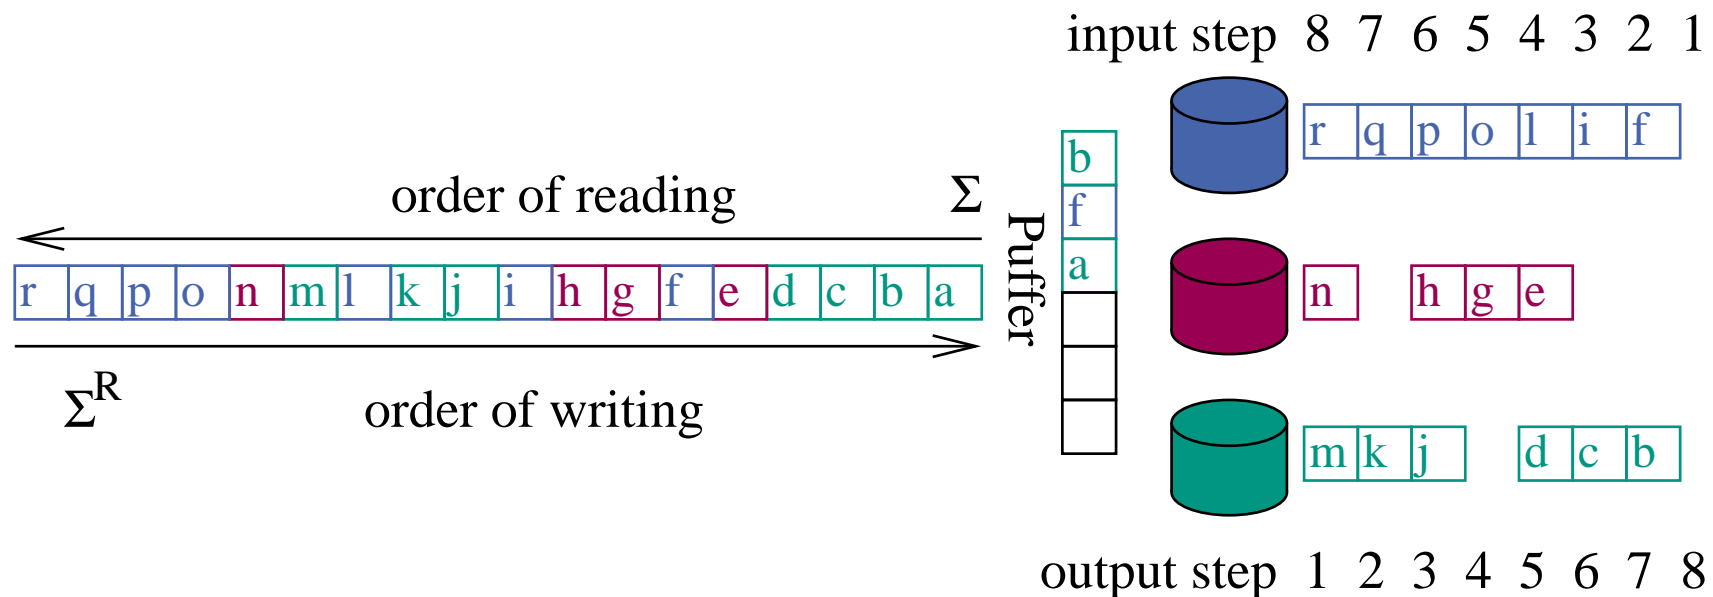 input step 8 7 6 5 4 3 2 1
r q p o l i f
b
f
a
Puffer
order of reading Σ
r q p o n m l k j i h g f e d c b a
n h g e
Σ^R order of writing
m k j d c b
output step 1 2 3 4 5 6 7 8